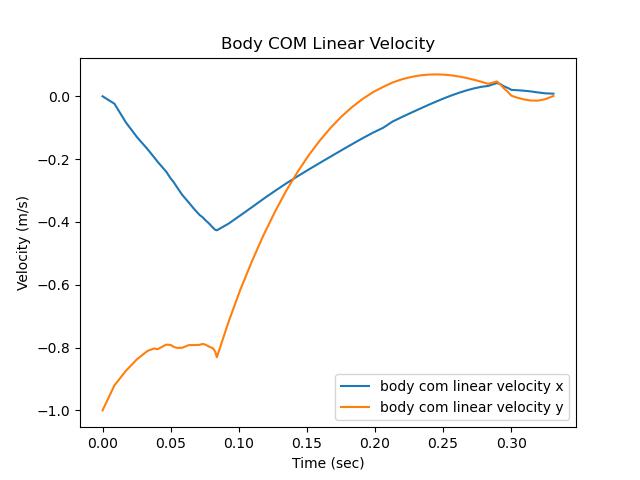 Body COM Linear Velocity
Velocity (m/s)
0.0
−0.2
−0.4
−0.6
−0.8
−1.0
body com linear velocity x
body com linear velocity y
0.00 0.05 0.10 0.15 0.20 0.25 0.30
Time (sec)